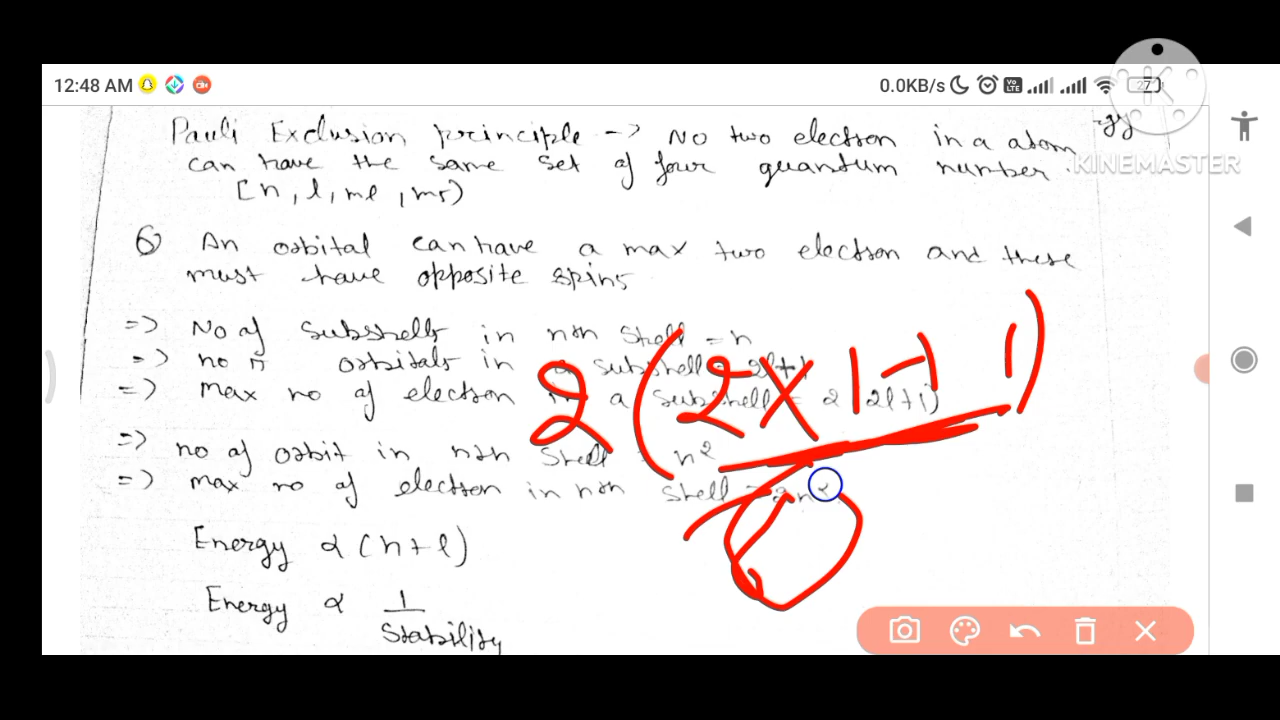 12:48 AM
0.0KB/s
27
KINEMASTER
Pauli Exclusion principle -> No two electron in a atom
can have the same set of four quantum number.
[n, l, ml, ms)
6) An orbital can have a max two electron and these
must have opposite spins
=> No of subshells in nth shell = n
=> no n orbitals in a subshell = 2l+1
=> max no of electron in a subshell = 2(2l+1)
=> no of orbit in nth shell = n²
=> max no of electron in nth shell = 2n²
Energy α (n+l)
Energy α 1
Stability
2(2×1+1)